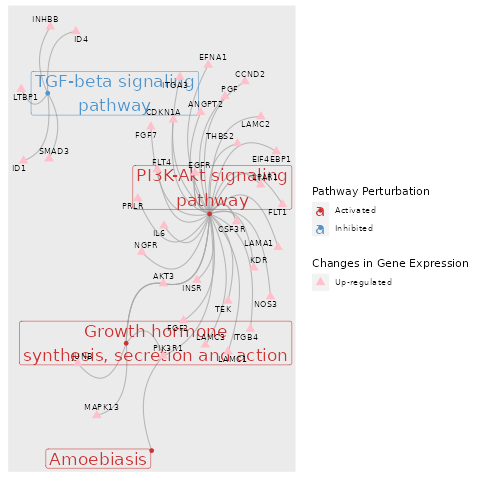 INHBB
ID4
EFNA1
TGF-beta signaling
pathway
ITGA3
CCND2
PGF
LTBP1
ANGPT2
CDKN1A
LAMC2
FGF7
THBS2
SMAD3
ID1
EIF4EBP1
FLT4
EGFR
PI3K-Akt signaling
pathway
PRLR
FLT1
IL6
CSF3R
NGFR
LAMA1
KDR
AKT3
INSR
NOS3
TEK
FGF2
Growth hormone
synthesis, secretion and action
LAMC3
ITGB4
PIK3R1
LAMC1
MAPK13
Amoebiasis
Pathway Perturbation
Activated
Inhibited
Changes in Gene Expression
Up-regulated